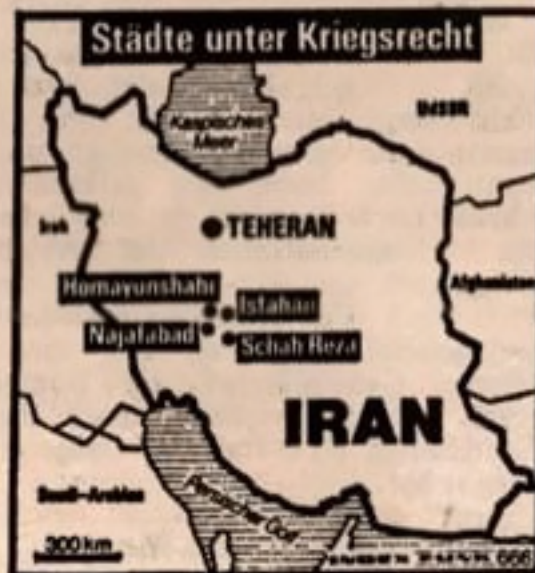 Städte unter Kriegsrecht
Kaspisches
Meer
UdSSR
Irak
TEHERAN
Afghanistan
Homayunshahr
Isfahan
Najafabad
Schah Reza
IRAN
Saudi-Arabien
Persischer Golf
300 km
666